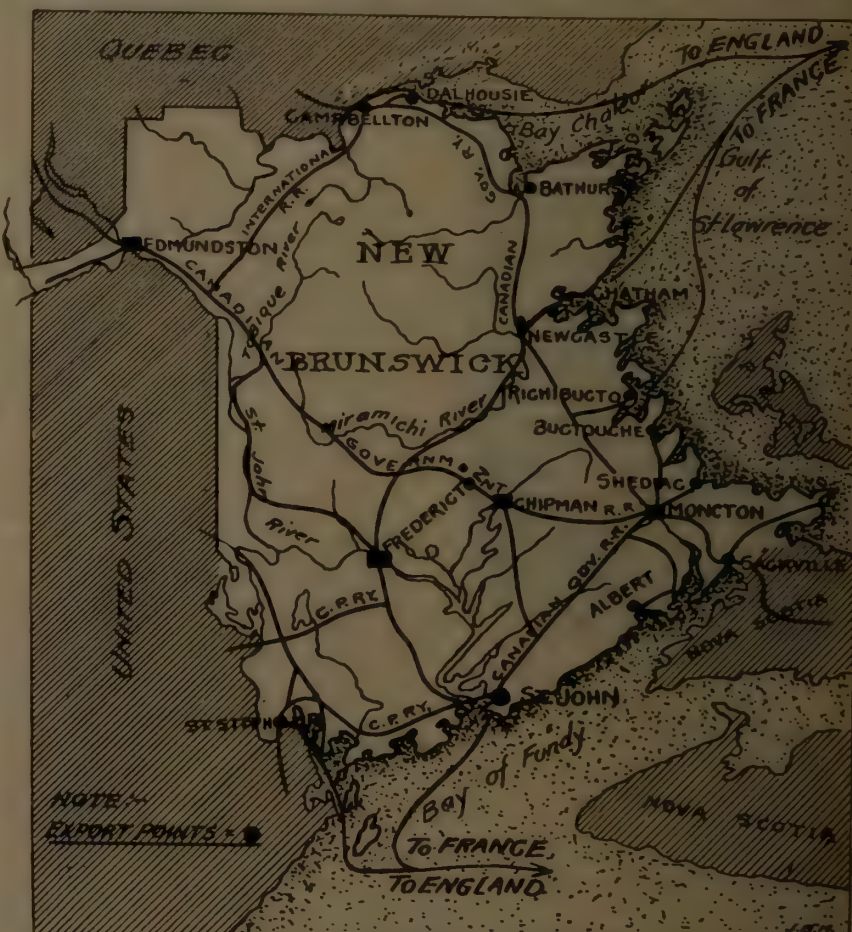 QUEBEC
TO ENGLAND
TO FRANCE
DALHOUSIE
CAMPBELLTON
Bay Chaleur
Gulf
of
St Lawrence
INTERNATIONAL
R.R.
GOV. RY
BATHURST
EDMUNDSTON
NEW
BRUNSWICK
CANADIAN
TOBIQUE River
CANADIAN
CHATHAM
NEWCASTLE
RICHIBUCTO
BUCTOUCHE
Miramichi River
GOVERNMENT
St John
River
SHEDIAC
FREDERICTON
CHIPMAN
R.R.
MONCTON
UNITED STATES
SACKVILLE
CANADIAN GOV. R.R.
ALBERT
C.P. RY.
NOVA SCOTIA
ST. JOHN
C.P. RY.
ST. STEPHEN
Bay of Fundy
NOTE:-
EXPORT POINTS =
NOVA SCOTIA
TO FRANCE
TO ENGLAND